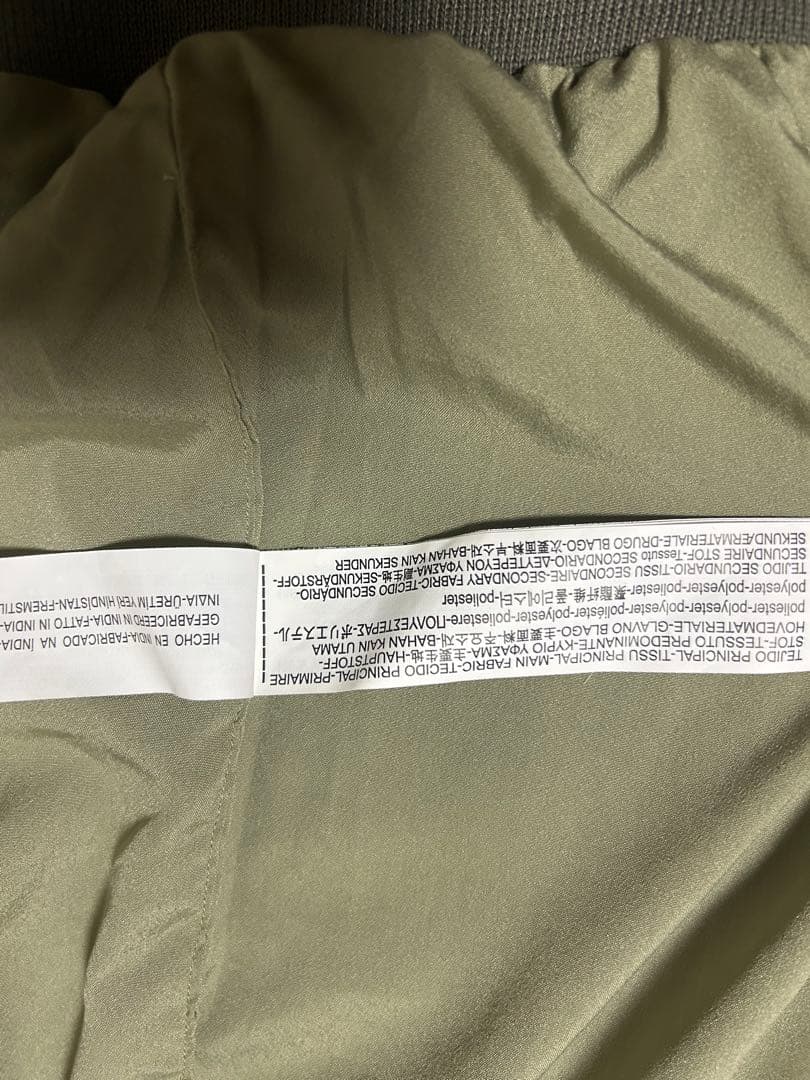 TEJIDO PRINCIPAL-TISSU PRINCIPAL-MAIN FABRIC-TECIDO PRINCIPAL-PRIMAIRE
STOF-TESSUTO PREDOMINANTE-ΚΥΡΙΟ ΥΦΑΣΜΑ-主要生地-HAUPTSTOFF-
HOVEDMATERIALE-GLAVNO BLAGO-主要面料-주요소재-BAHAN KAIN UTAMA
poliester-polyester-polyester-poliéster-polyester-poliestere-ΠΟΛΥΕΣΤΕΡΑΣ-ポリエステル-
polyester-polyester-poliester-聚酯纤维-폴리에스터-poliester
TEJIDO SECUNDARIO-TISSU SECONDAIRE-SECONDARY FABRIC-TECIDO SECUNDÁRIO-
SECUNDAIRE STOF-Tessuto SECONDARIO-ΔΕΥΤΕΡΕΥΟΝ ΥΦΑΣΜΑ-副生地-SEKUNDÄRSTOFF-
SEKUNDÆRMATERIALE-DRUGO BLAGO-次要面料-부소재-BAHAN KAIN SEKUNDER
HECHO EN INDIA-FABRICADO NA ÍNDIA-
GEFABRICEERD IN INDIA-FATTO IN INDIA-
ΙΝΔΙΑ-ÜRETİM YERİ HİNDİSTAN-FREMSTIL